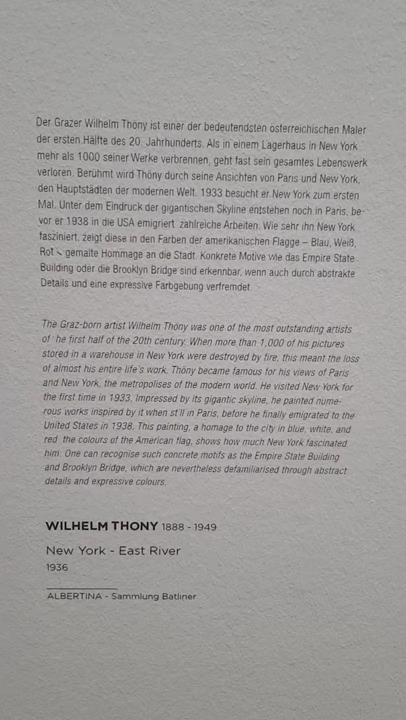 Der Grazer Wilhelm Thöny ist einer der bedeutendsten österreichischen Maler
der ersten Hälfte des 20. Jahrhunderts. Als in einem Lagerhaus in New York
mehr als 1000 seiner Werke verbrennen, geht fast sein gesamtes Lebenswerk
verloren. Berühmt wird Thöny durch seine Ansichten von Paris und New York,
den Hauptstädten der modernen Welt. 1933 besucht er New York zum ersten
Mal. Unter dem Eindruck der gigantischen Skyline entstehen noch in Paris, be-
vor er 1938 in die USA emigriert, zahlreiche Arbeiten. Wie sehr ihn New York
fasziniert, zeigt diese in den Farben der amerikanischen Flagge – Blau, Weiß,
Rot – gemalte Hommage an die Stadt. Konkrete Motive wie das Empire State
Building oder die Brooklyn Bridge sind erkennbar, wenn auch durch abstrakte
Details und eine expressive Farbgebung verfremdet.
The Graz-born artist Wilhelm Thöny was one of the most outstanding artists
of the first half of the 20th century. When more than 1,000 of his pictures
stored in a warehouse in New York were destroyed by fire, this meant the loss
of almost his entire life's work. Thöny became famous for his views of Paris
and New York, the metropolises of the modern world. He visited New York for
the first time in 1933. Impressed by its gigantic skyline, he painted nume-
rous works inspired by it when still in Paris, before he finally emigrated to the
United States in 1938. This painting, a homage to the city in blue, white, and
red, the colours of the American flag, shows how much New York fascinated
him. One can recognise such concrete motifs as the Empire State Building
and Brooklyn Bridge, which are nevertheless defamiliarised through abstract
details and expressive colours.
WILHELM THÖNY 1888 - 1949
New York - East River
1936
ALBERTINA - Sammlung Batliner